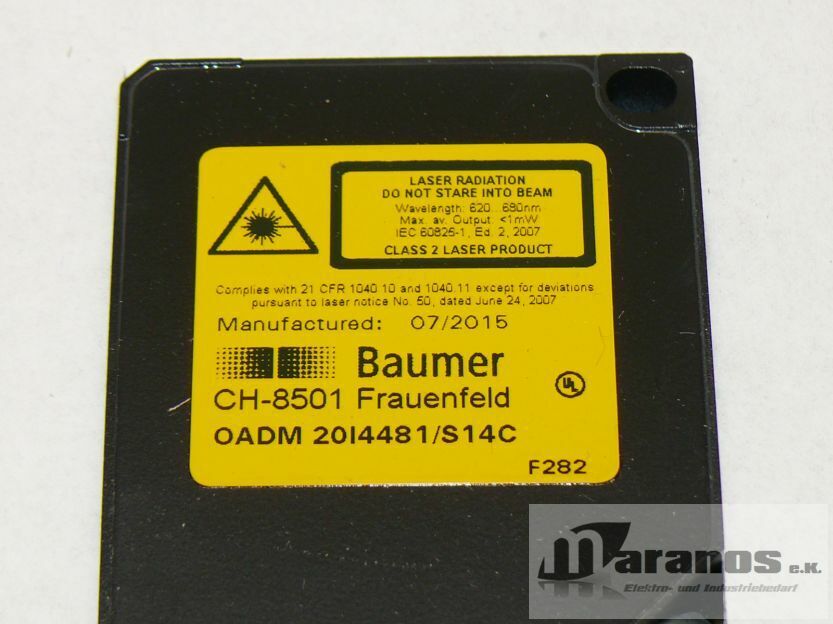 LASER RADIATION
DO NOT STARE INTO BEAM
Wavelength: 620...680nm
Max. av. Output: <1mW
IEC 60825-1, Ed. 2, 2007
CLASS 2 LASER PRODUCT
Complies with 21 CFR 1040.10 and 1040.11 except for deviations
pursuant to laser notice No. 50, dated June 24, 2007
Manufactured: 07/2015
Baumer
CH-8501 Frauenfeld
UL
OADM 20I4481/S14C
F282
Maranos e.K.
Elektro- und Industriebedarf